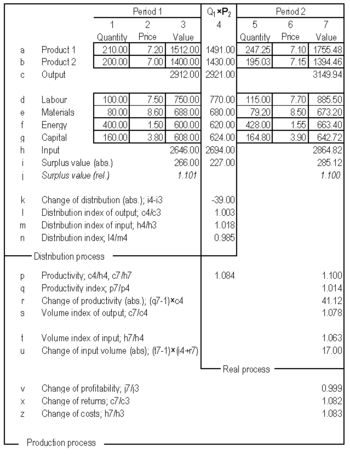 Period 1 Q1×P2 Period 2
1 2 3 4 5 6 7
Quantity Price Value Quantity Price Value
a Product 1 210.00 7.20 1512.00 1491.00 247.25 7.10 1755.48
b Product 2 200.00 7.00 1400.00 1430.00 195.03 7.15 1394.46
c Output 2912.00 2921.00 3149.94
d Labour 100.00 7.50 750.00 770.00 115.00 7.70 885.50
e Materials 80.00 8.60 688.00 680.00 79.20 8.50 673.20
f Energy 400.00 1.50 600.00 620.00 428.00 1.55 663.40
g Capital 160.00 3.80 608.00 624.00 164.80 3.90 642.72
h Input 2646.00 2694.00 2864.82
i Surplus value (abs.) 266.00 227.00 285.12
j Surplus value (rel.) 1.101 1.100
k Change of distribution (abs.); i4-i3 -39.00
l Distribution index of output; c4/c3 1.003
m Distribution index of input; h4/h3 1.018
n Distribution index; l4/m4 0.985
Distribution process
p Productivity; c4/h4, c7/h7 1.084 1.100
q Productivity index; p7/p4 1.014
r Change of productivity (abs.); (q7-1)×c4 41.12
s Volume index of output; c7/c4 1.078
t Volume index of input; h7/h4 1.063
u Change of input volume (abs); (t7-1)×(i4+r7) 17.00
Real process
v Change of profitability; j7/j3 0.999
x Change of returns; c7/c3 1.082
z Change of costs; h7/h3 1.083
Production process